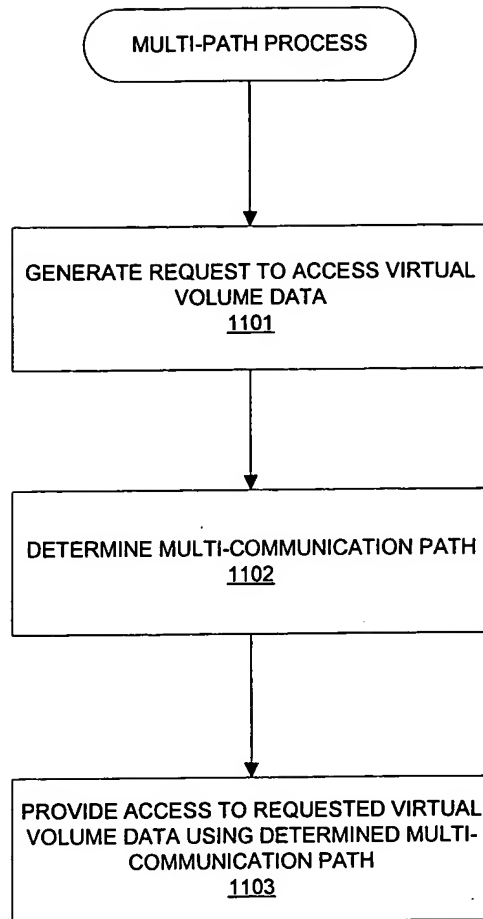 MULTI-PATH PROCESS
GENERATE REQUEST TO ACCESS VIRTUAL
VOLUME DATA
1101
DETERMINE MULTI-COMMUNICATION PATH
1102
PROVIDE ACCESS TO REQUESTED VIRTUAL
VOLUME DATA USING DETERMINED MULTI-
COMMUNICATION PATH
1103